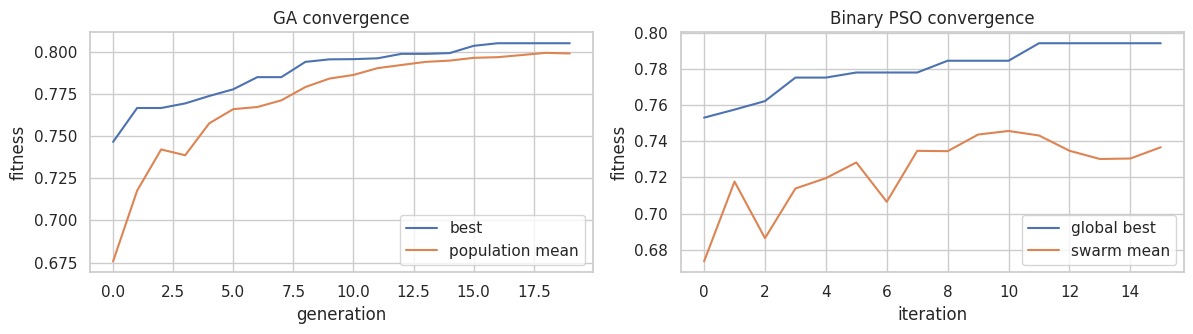 GA convergence
fitness
0.800
0.775
0.750
0.725
0.700
0.675
0.0 2.5 5.0 7.5 10.0 12.5 15.0 17.5
generation
best
population mean
Binary PSO convergence
fitness
0.80
0.78
0.76
0.74
0.72
0.70
0.68
0 2 4 6 8 10 12 14
iteration
global best
swarm mean